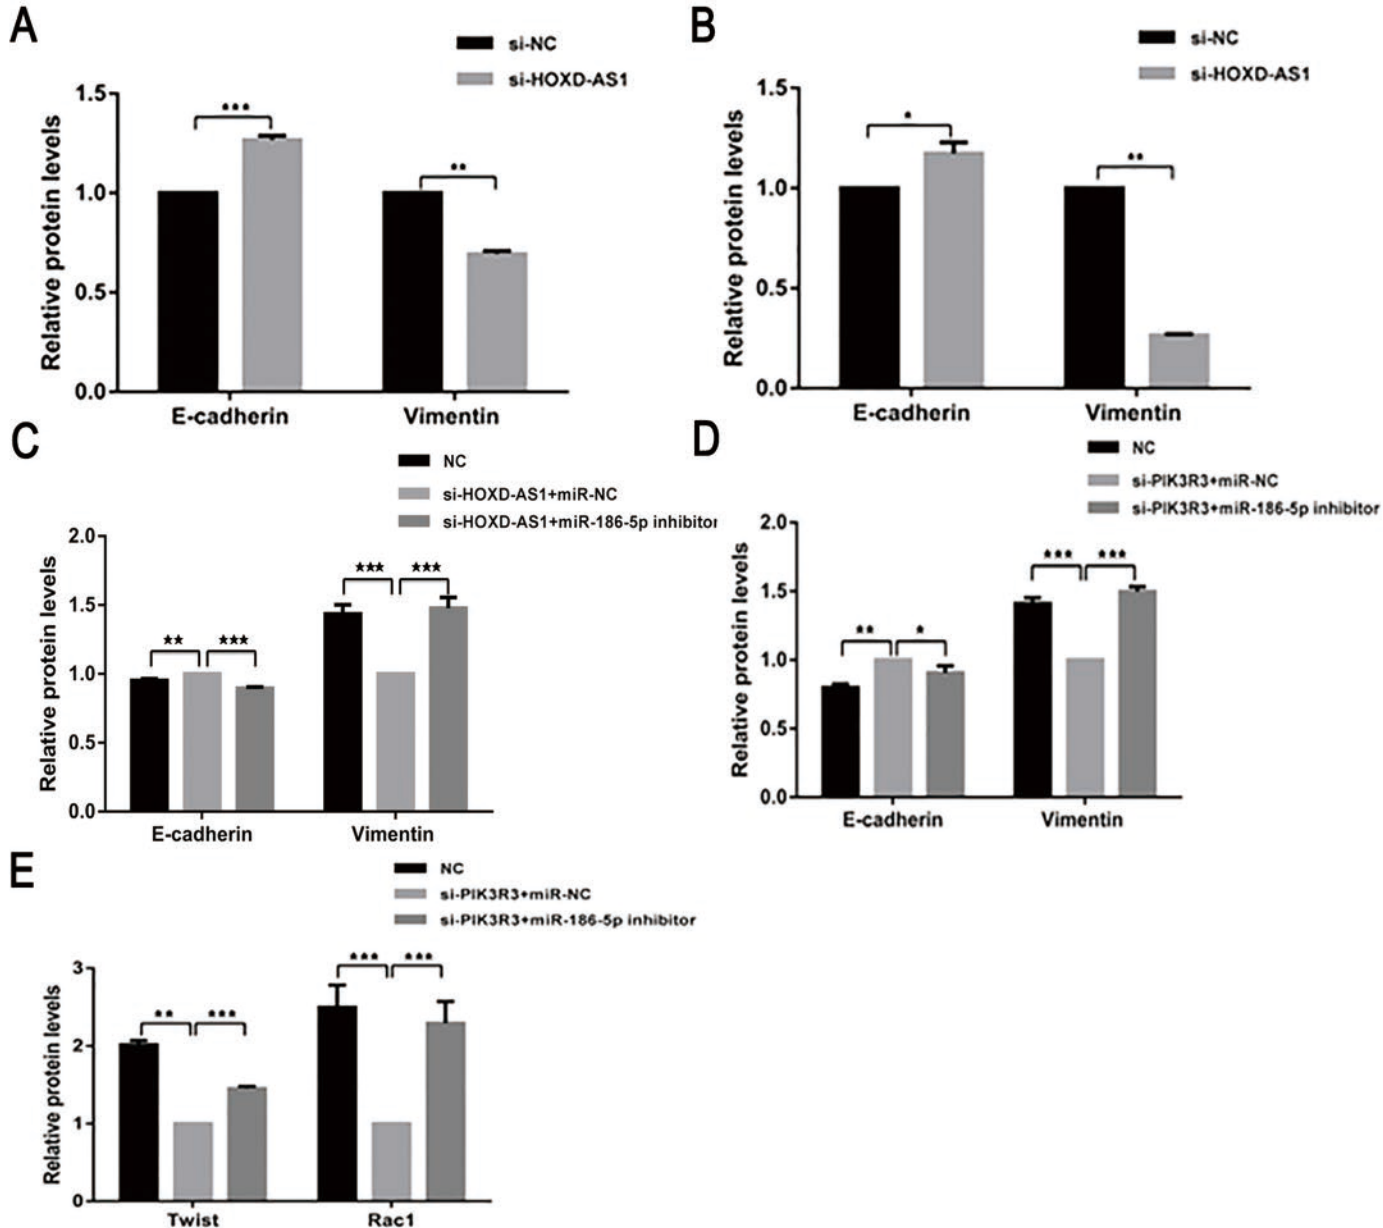 A
si-NC
si-HOXD-AS1
Relative protein levels
1.5
1.0
0.5
0.0
***
**
E-cadherin
Vimentin
B
si-NC
si-HOXD-AS1
Relative protein levels
1.5
1.0
0.5
0.0
*
**
E-cadherin
Vimentin
C
NC
si-HOXD-AS1+miR-NC
si-HOXD-AS1+miR-186-5p inhibitor
Relative protein levels
2.0
1.5
1.0
0.5
0.0
** ***
*** ***
E-cadherin
Vimentin
D
NC
si-PIK3R3+miR-NC
si-PIK3R3+miR-186-5p inhibitor
Relative protein levels
2.0
1.5
1.0
0.5
0.0
** *
*** ***
E-cadherin
Vimentin
E
NC
si-PIK3R3+miR-NC
si-PIK3R3+miR-186-5p inhibitor
Relative protein levels
3
2
1
0
** ***
*** ***
Twist
Rac1